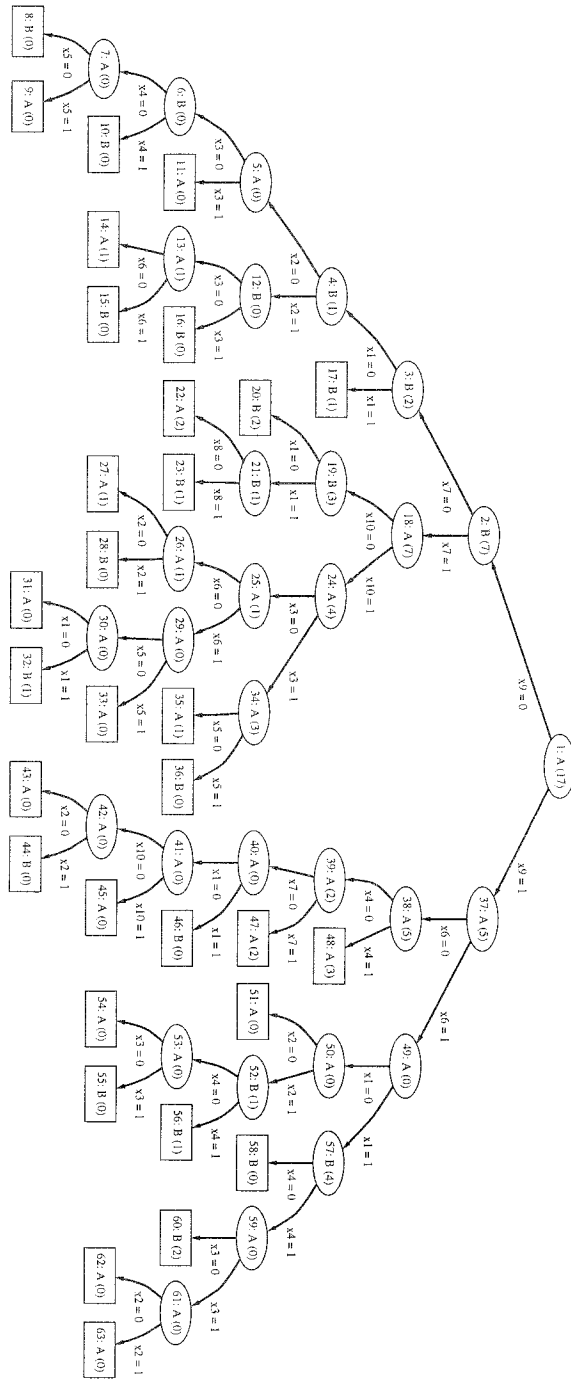 1: A (17)
x9 = 0
x9 = 1
2: B (7)
37: A (5)
x7 = 0
x7 = 1
x6 = 0
x6 = 1
3: B (2)
18: A (7)
38: A (5)
49: A (0)
x1 = 0
x1 = 1
x10 = 0
x10 = 1
x4 = 0
x4 = 1
x1 = 0
x1 = 1
4: B (1)
17: B (1)
19: B (3)
24: A (4)
39: A (2)
48: A (3)
50: A (0)
57: B (4)
x2 = 0
x2 = 1
x1 = 0
x1 = 1
x3 = 0
x3 = 1
x7 = 0
x7 = 1
x2 = 0
x2 = 1
x4 = 0
x4 = 1
5: A (0)
12: B (0)
20: B (2)
21: B (1)
25: A (1)
34: A (3)
40: A (0)
47: A (2)
51: A (0)
52: B (1)
58: B (0)
59: A (0)
x3 = 0
x3 = 1
x3 = 0
x3 = 1
x8 = 0
x8 = 1
x6 = 0
x6 = 1
x5 = 0
x5 = 1
x1 = 0
x1 = 1
x4 = 0
x4 = 1
x3 = 0
x3 = 1
6: B (0)
11: A (0)
13: A (1)
16: B (0)
22: A (2)
23: B (1)
26: A (1)
29: A (0)
35: A (1)
36: B (0)
41: A (0)
46: B (0)
53: A (0)
56: B (1)
60: B (2)
61: A (0)
x4 = 0
x4 = 1
x6 = 0
x6 = 1
x2 = 0
x2 = 1
x5 = 0
x5 = 1
x10 = 0
x10 = 1
x3 = 0
x3 = 1
x2 = 0
x2 = 1
7: A (0)
10: B (0)
14: A (1)
15: B (0)
27: A (1)
28: B (0)
30: A (0)
33: A (0)
42: A (0)
45: A (0)
54: A (0)
55: B (0)
62: A (0)
63: A (0)
x5 = 0
x5 = 1
x1 = 0
x1 = 1
x2 = 0
x2 = 1
8: B (0)
9: A (0)
31: A (0)
32: B (1)
43: A (0)
44: B (0)